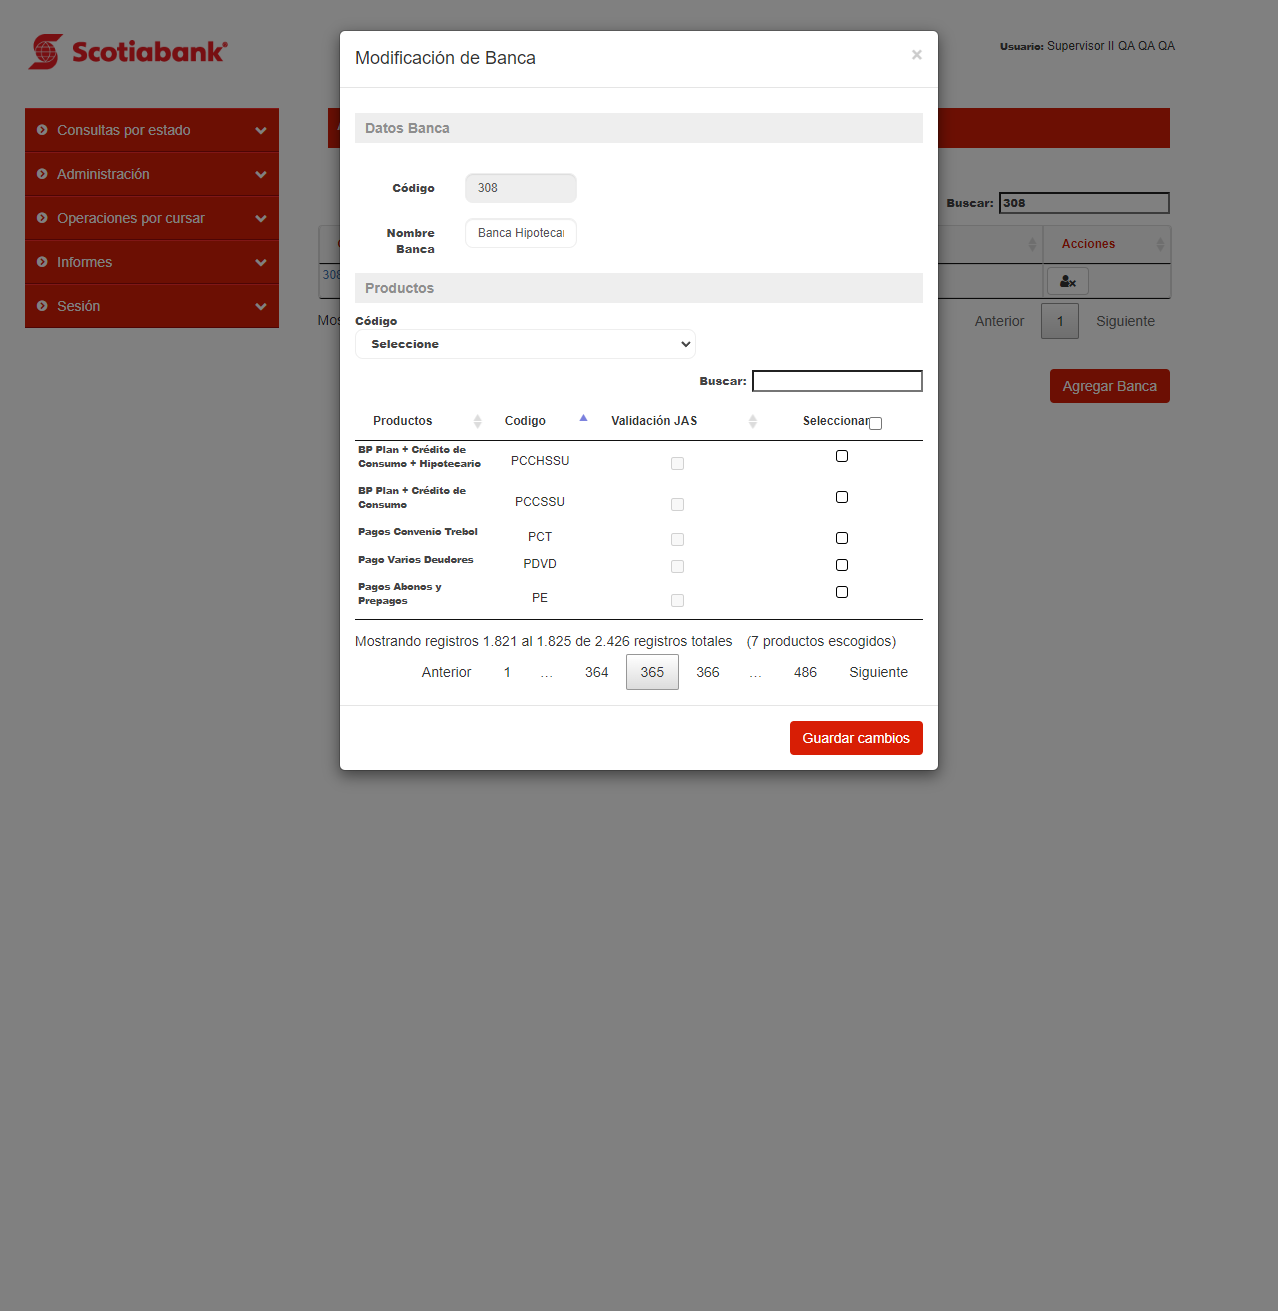 Scotiabank
Usuario: Supervisor II QA QA QA
Consultas por estado
Administración
Operaciones por cursar
Informes
Sesión
Buscar: 308
Acciones
308
Anterior 1 Siguiente
Agregar Banca
Modificación de Banca ×
Datos Banca
Código 308
Nombre
Banca
Banca Hipotecar
Productos
Código
Seleccione
Buscar:
Productos Codigo Validación JAS Seleccionar
BP Plan + Crédito de
Consumo + Hipotecario
PCCHSSU
BP Plan + Crédito de
Consumo
PCCSSU
Pagos Convenio Trebol PCT
Pago Varios Deudores PDVD
Pagos Abonos y
Prepagos
PE
Mostrando registros 1.821 al 1.825 de 2.426 registros totales (7 productos escogidos)
Anterior 1 … 364 365 366 … 486 Siguiente
Guardar cambios